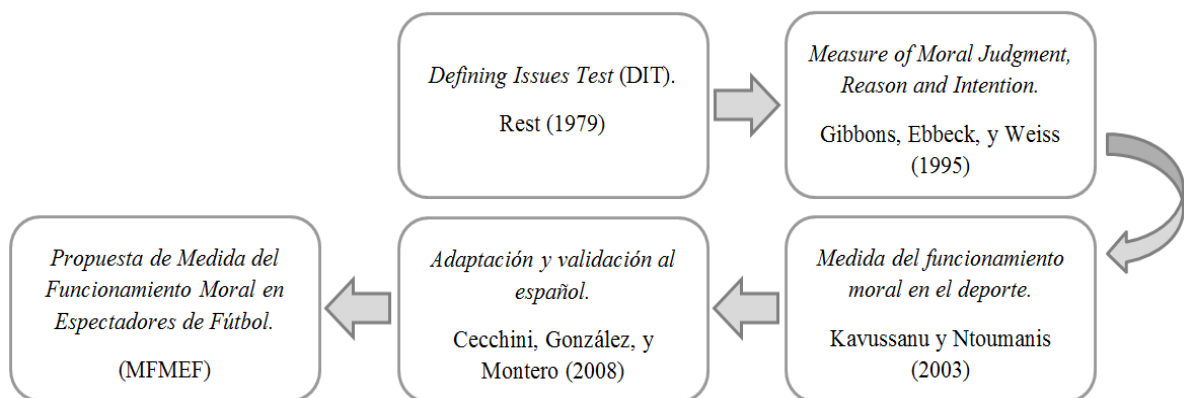 Defining Issues Test (DIT).
Rest (1979)
Measure of Moral Judgment,
Reason and Intention.
Gibbons, Ebbeck, y Weiss
(1995)
Medida del funcionamiento
moral en el deporte.
Kavussanu y Ntoumanis
(2003)
Adaptación y validación al
español.
Cecchini, González, y
Montero (2008)
Propuesta de Medida del
Funcionamiento Moral en
Espectadores de Fútbol.
(MFMEF)